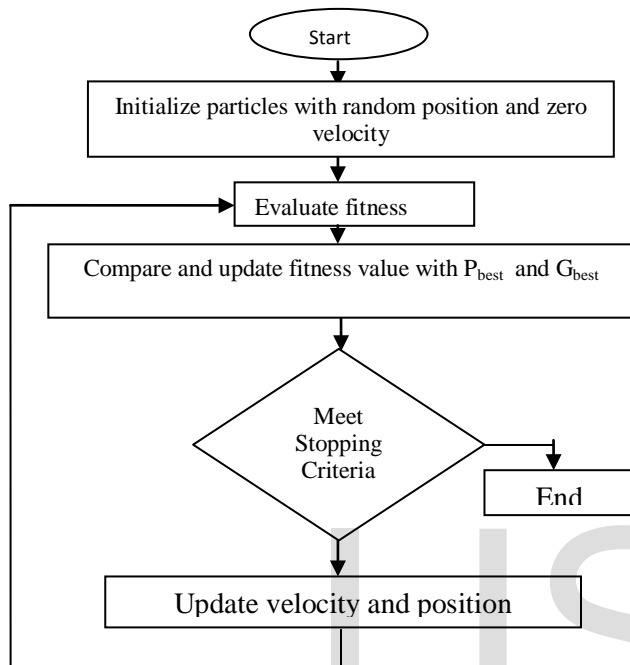 Start
Initialize particles with random position and zero
velocity
Evaluate fitness
Compare and update fitness value with Pbest and Gbest
Meet
Stopping
Criteria
End
Update velocity and position
IJS